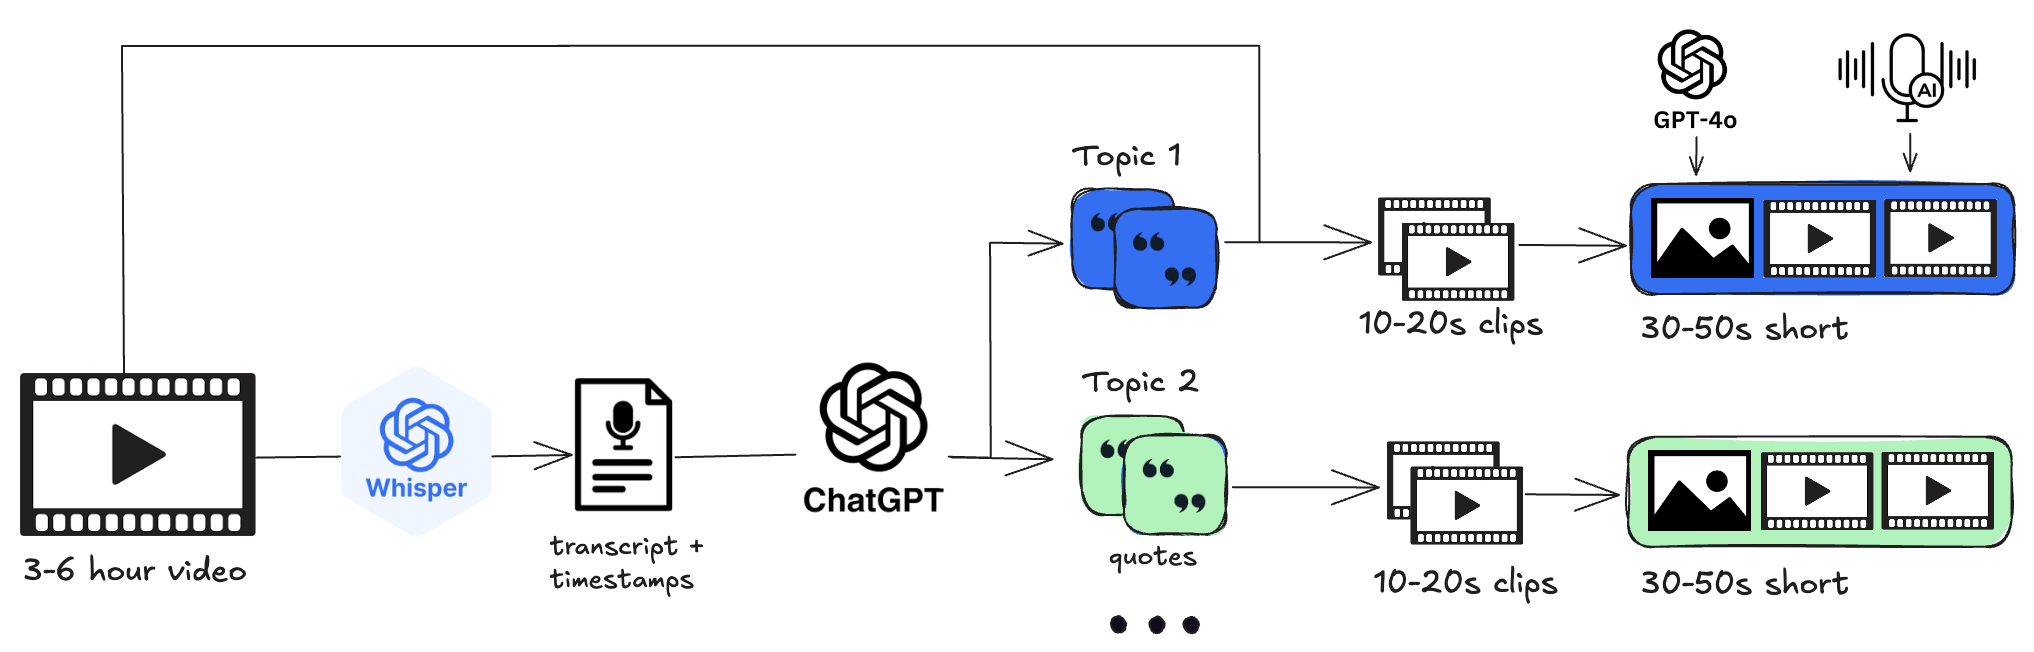 GPT-4o
AI
Topic 1
10-20s clips
30-50s short
Topic 2
Whisper
ChatGPT
3-6 hour video
transcript +
timestamps
quotes
10-20s clips
30-50s short